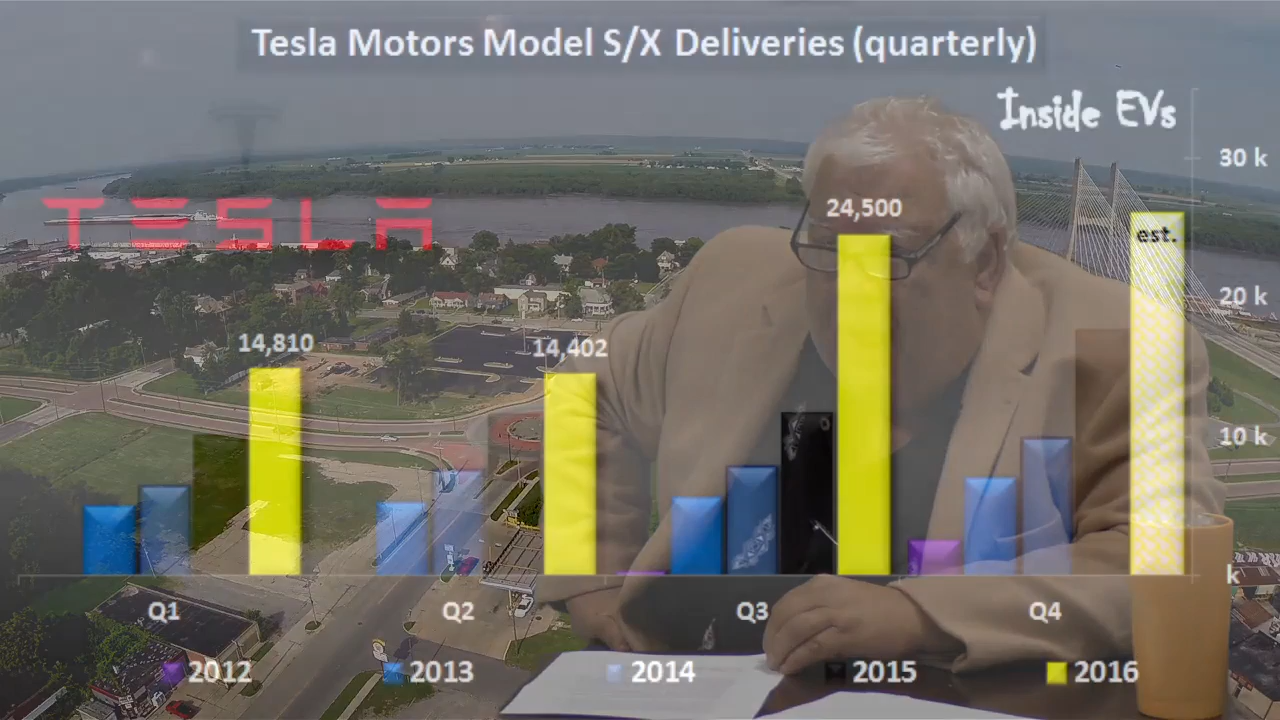 Tesla Motors Model S/X Deliveries (quarterly)
Inside EVs
30 k
TESLA
24,500
est.
20 k
14,810
14,402
10 k
k
Q1
Q2
Q3
Q4
2012
2013
2014
2015
2016